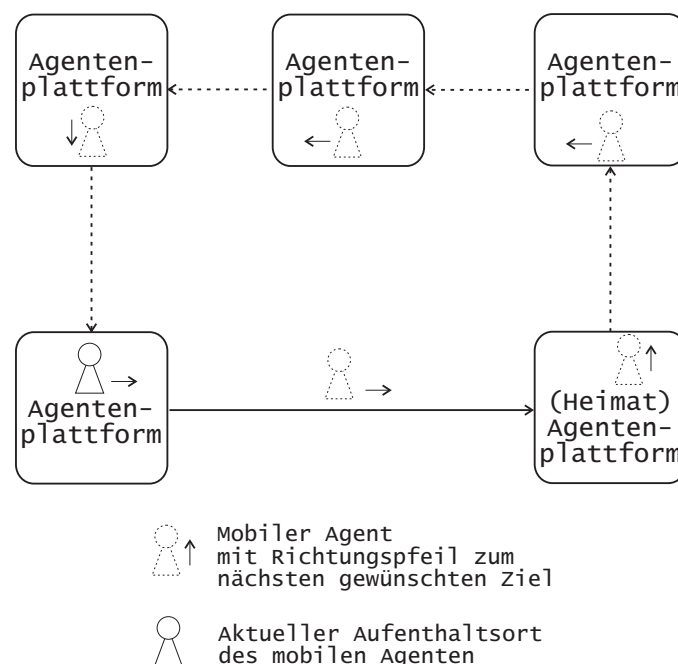 Agenten-
plattform
Agenten-
plattform
Agenten-
plattform
Agenten-
plattform
(Heimat)
Agenten-
plattform
Mobiler Agent
mit Richtungspfeil zum
nächsten gewünschten Ziel
Aktueller Aufenthaltsort
des mobilen Agenten